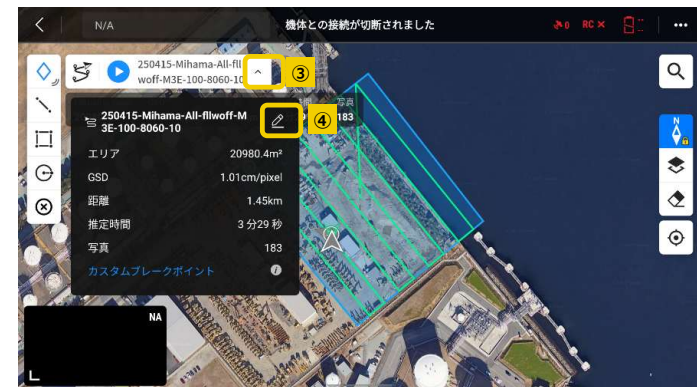 N/A
機体との接続が切断されました
0
RC ×
250415-Mihama-All-fll
woff-M3E-100-8060-10
③
写真
183
250415-Mihama-All-fllwoff-M
3E-100-8060-10
④
エリア 20980.4m²
GSD 1.01cm/pixel
距離 1.45km
推定時間 3 分29 秒
写真 183
カスタムブレークポイント
N
NA
L